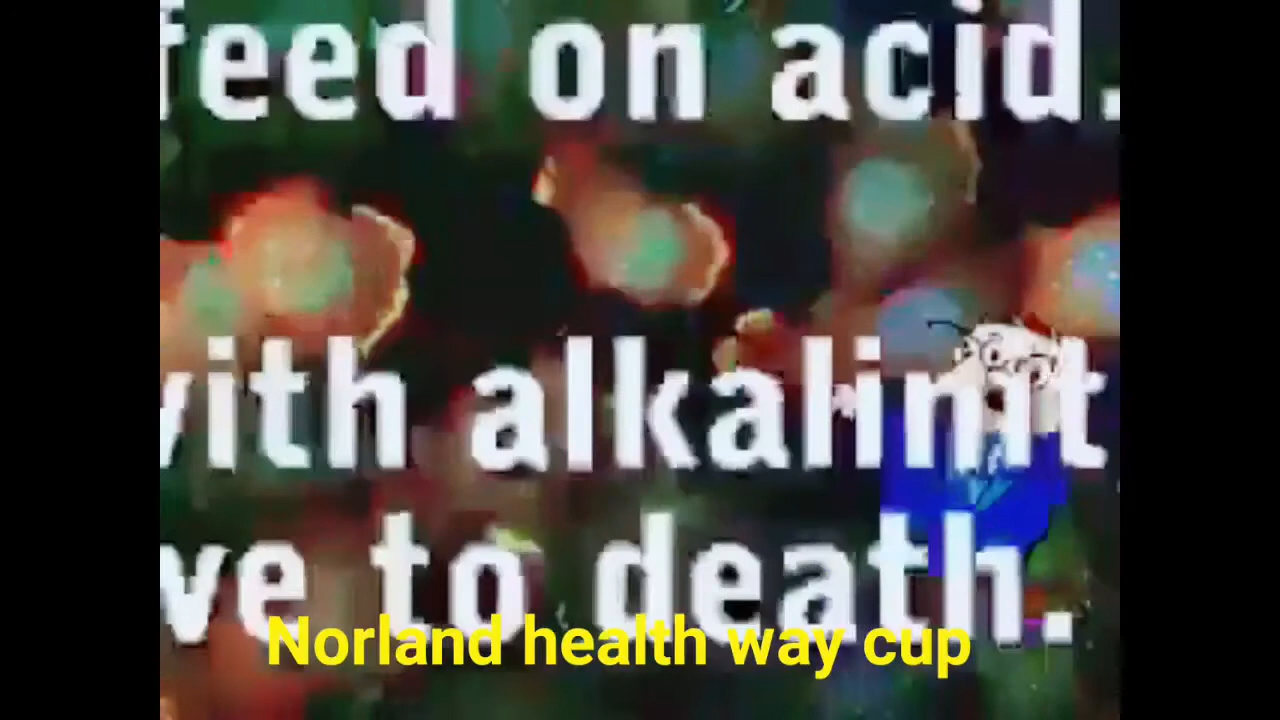 feed on acid.
with alkalinit
ve to death.
Norland health way cup